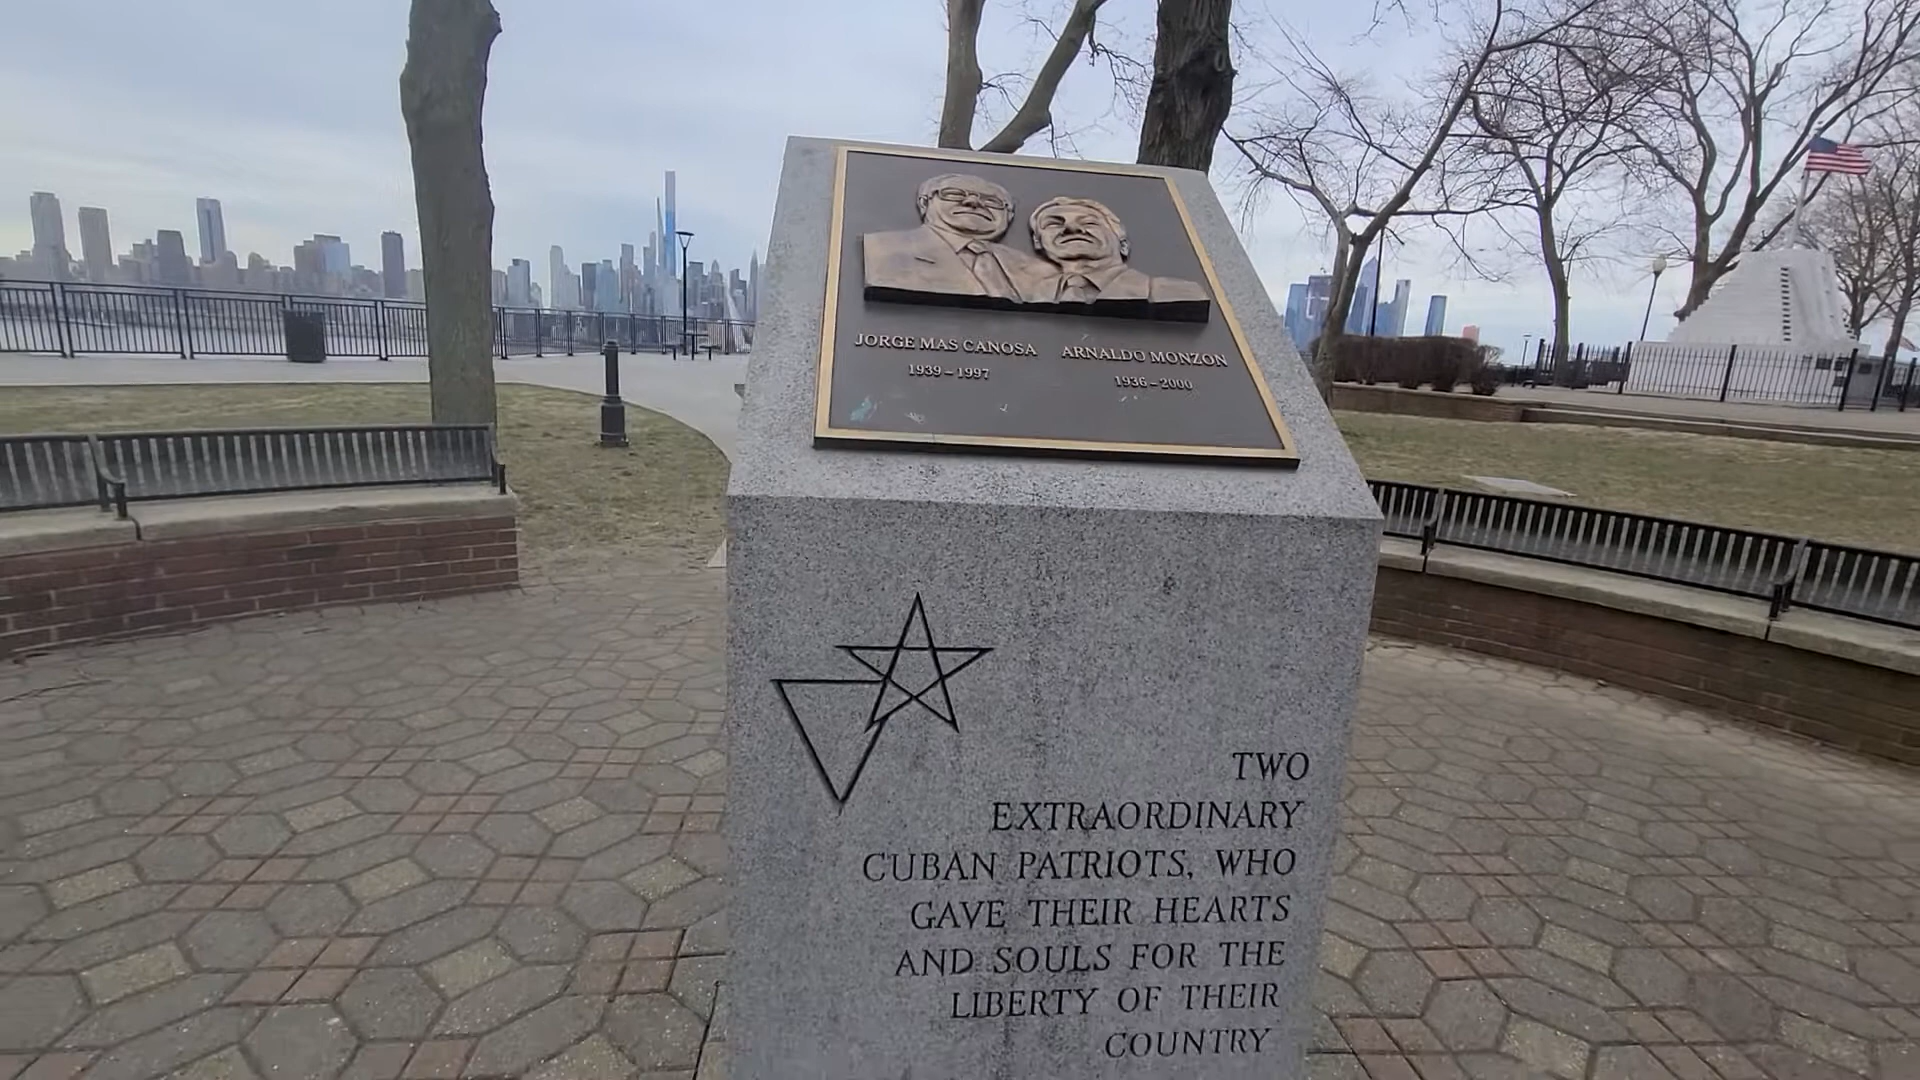 JORGE MAS CANOSA ARNALDO MONZON
1939 – 1997 1936 – 2000
TWO
EXTRAORDINARY
CUBAN PATRIOTS, WHO
GAVE THEIR HEARTS
AND SOULS FOR THE
LIBERTY OF THEIR
COUNTRY